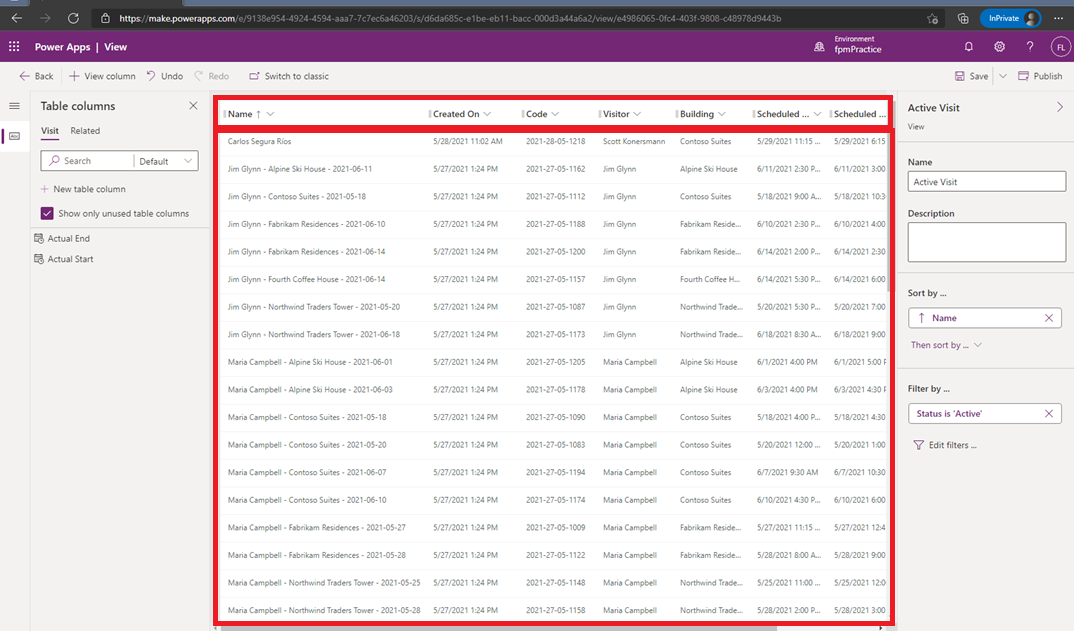 https://make.powerapps.com/e/9138e954-4924-4594-aaa7-7c7ec6a46203/s/d6da685c-e1be-eb11-bacc-000d3a44a6a2/view/e4986065-0fc4-403f-9808-c48978d9443b
InPrivate
Power Apps | View
Environment
fpmPractice
FL
Back
View column
Undo
Redo
Switch to classic
Save
Publish
Table columns
Visit Related
Search
Default
New table column
Show only unused table columns
Actual End
Actual Start
Name Created On Code Visitor Building Scheduled ... Scheduled ...
Carlos Segura Ríos 5/28/2021 11:02 AM 2021-28-05-1218 Scott Konersmann Contoso Suites 5/29/2021 11:15 ... 5/29/2021 6:15
Jim Glynn - Alpine Ski House - 2021-06-11 5/27/2021 1:24 PM 2021-27-05-1162 Jim Glynn Alpine Ski House 6/11/2021 2:30 P... 6/11/2021 3:00
Jim Glynn - Contoso Suites - 2021-05-18 5/27/2021 1:24 PM 2021-27-05-1112 Jim Glynn Contoso Suites 5/18/2021 9:00 A... 5/18/2021 10:3
Jim Glynn - Fabrikam Residences - 2021-06-10 5/27/2021 1:24 PM 2021-27-05-1188 Jim Glynn Fabrikam Reside... 6/10/2021 2:30 P... 6/10/2021 4:00
Jim Glynn - Fabrikam Residences - 2021-06-14 5/27/2021 1:24 PM 2021-27-05-1200 Jim Glynn Fabrikam Reside... 6/14/2021 2:00 P... 6/14/2021 2:30
Jim Glynn - Fourth Coffee House - 2021-06-14 5/27/2021 1:24 PM 2021-27-05-1157 Jim Glynn Fourth Coffee H... 6/14/2021 5:30 P... 6/14/2021 6:00
Jim Glynn - Northwind Traders Tower - 2021-05-20 5/27/2021 1:24 PM 2021-27-05-1087 Jim Glynn Northwind Trade... 5/20/2021 5:30 P... 5/20/2021 7:00
Jim Glynn - Northwind Traders Tower - 2021-06-18 5/27/2021 1:24 PM 2021-27-05-1173 Jim Glynn Northwind Trade... 6/18/2021 8:30 A... 6/18/2021 9:00
Maria Campbell - Alpine Ski House - 2021-06-01 5/27/2021 1:24 PM 2021-27-05-1205 Maria Campbell Alpine Ski House 6/1/2021 4:00 PM 6/1/2021 5:00 P
Maria Campbell - Alpine Ski House - 2021-06-03 5/27/2021 1:24 PM 2021-27-05-1178 Maria Campbell Alpine Ski House 6/3/2021 4:00 PM 6/3/2021 4:30 P
Maria Campbell - Contoso Suites - 2021-05-18 5/27/2021 1:24 PM 2021-27-05-1090 Maria Campbell Contoso Suites 5/18/2021 4:00 P... 5/18/2021 4:30
Maria Campbell - Contoso Suites - 2021-05-20 5/27/2021 1:24 PM 2021-27-05-1083 Maria Campbell Contoso Suites 5/20/2021 12:00 ... 5/20/2021 1:00
Maria Campbell - Contoso Suites - 2021-06-07 5/27/2021 1:24 PM 2021-27-05-1194 Maria Campbell Contoso Suites 6/7/2021 9:30 AM 6/7/2021 10:30
Maria Campbell - Contoso Suites - 2021-06-10 5/27/2021 1:24 PM 2021-27-05-1174 Maria Campbell Contoso Suites 6/10/2021 4:30 P... 6/10/2021 6:00
Maria Campbell - Fabrikam Residences - 2021-05-27 5/27/2021 1:24 PM 2021-27-05-1009 Maria Campbell Fabrikam Reside... 5/27/2021 11:15 ... 5/27/2021 12:4
Maria Campbell - Fabrikam Residences - 2021-05-28 5/27/2021 1:24 PM 2021-27-05-1122 Maria Campbell Fabrikam Reside... 5/28/2021 8:00 A... 5/28/2021 9:00
Maria Campbell - Northwind Traders Tower - 2021-05-25 5/27/2021 1:24 PM 2021-27-05-1148 Maria Campbell Northwind Trade... 5/25/2021 11:00 ... 5/25/2021 12:0
Maria Campbell - Northwind Traders Tower - 2021-05-28 5/27/2021 1:24 PM 2021-27-05-1158 Maria Campbell Northwind Trade... 5/28/2021 2:00 P... 5/28/2021 3:00
Active Visit
View
Name
Active Visit
Description
Sort by ...
Name
Then sort by ...
Filter by ...
Status is 'Active'
Edit filters ...